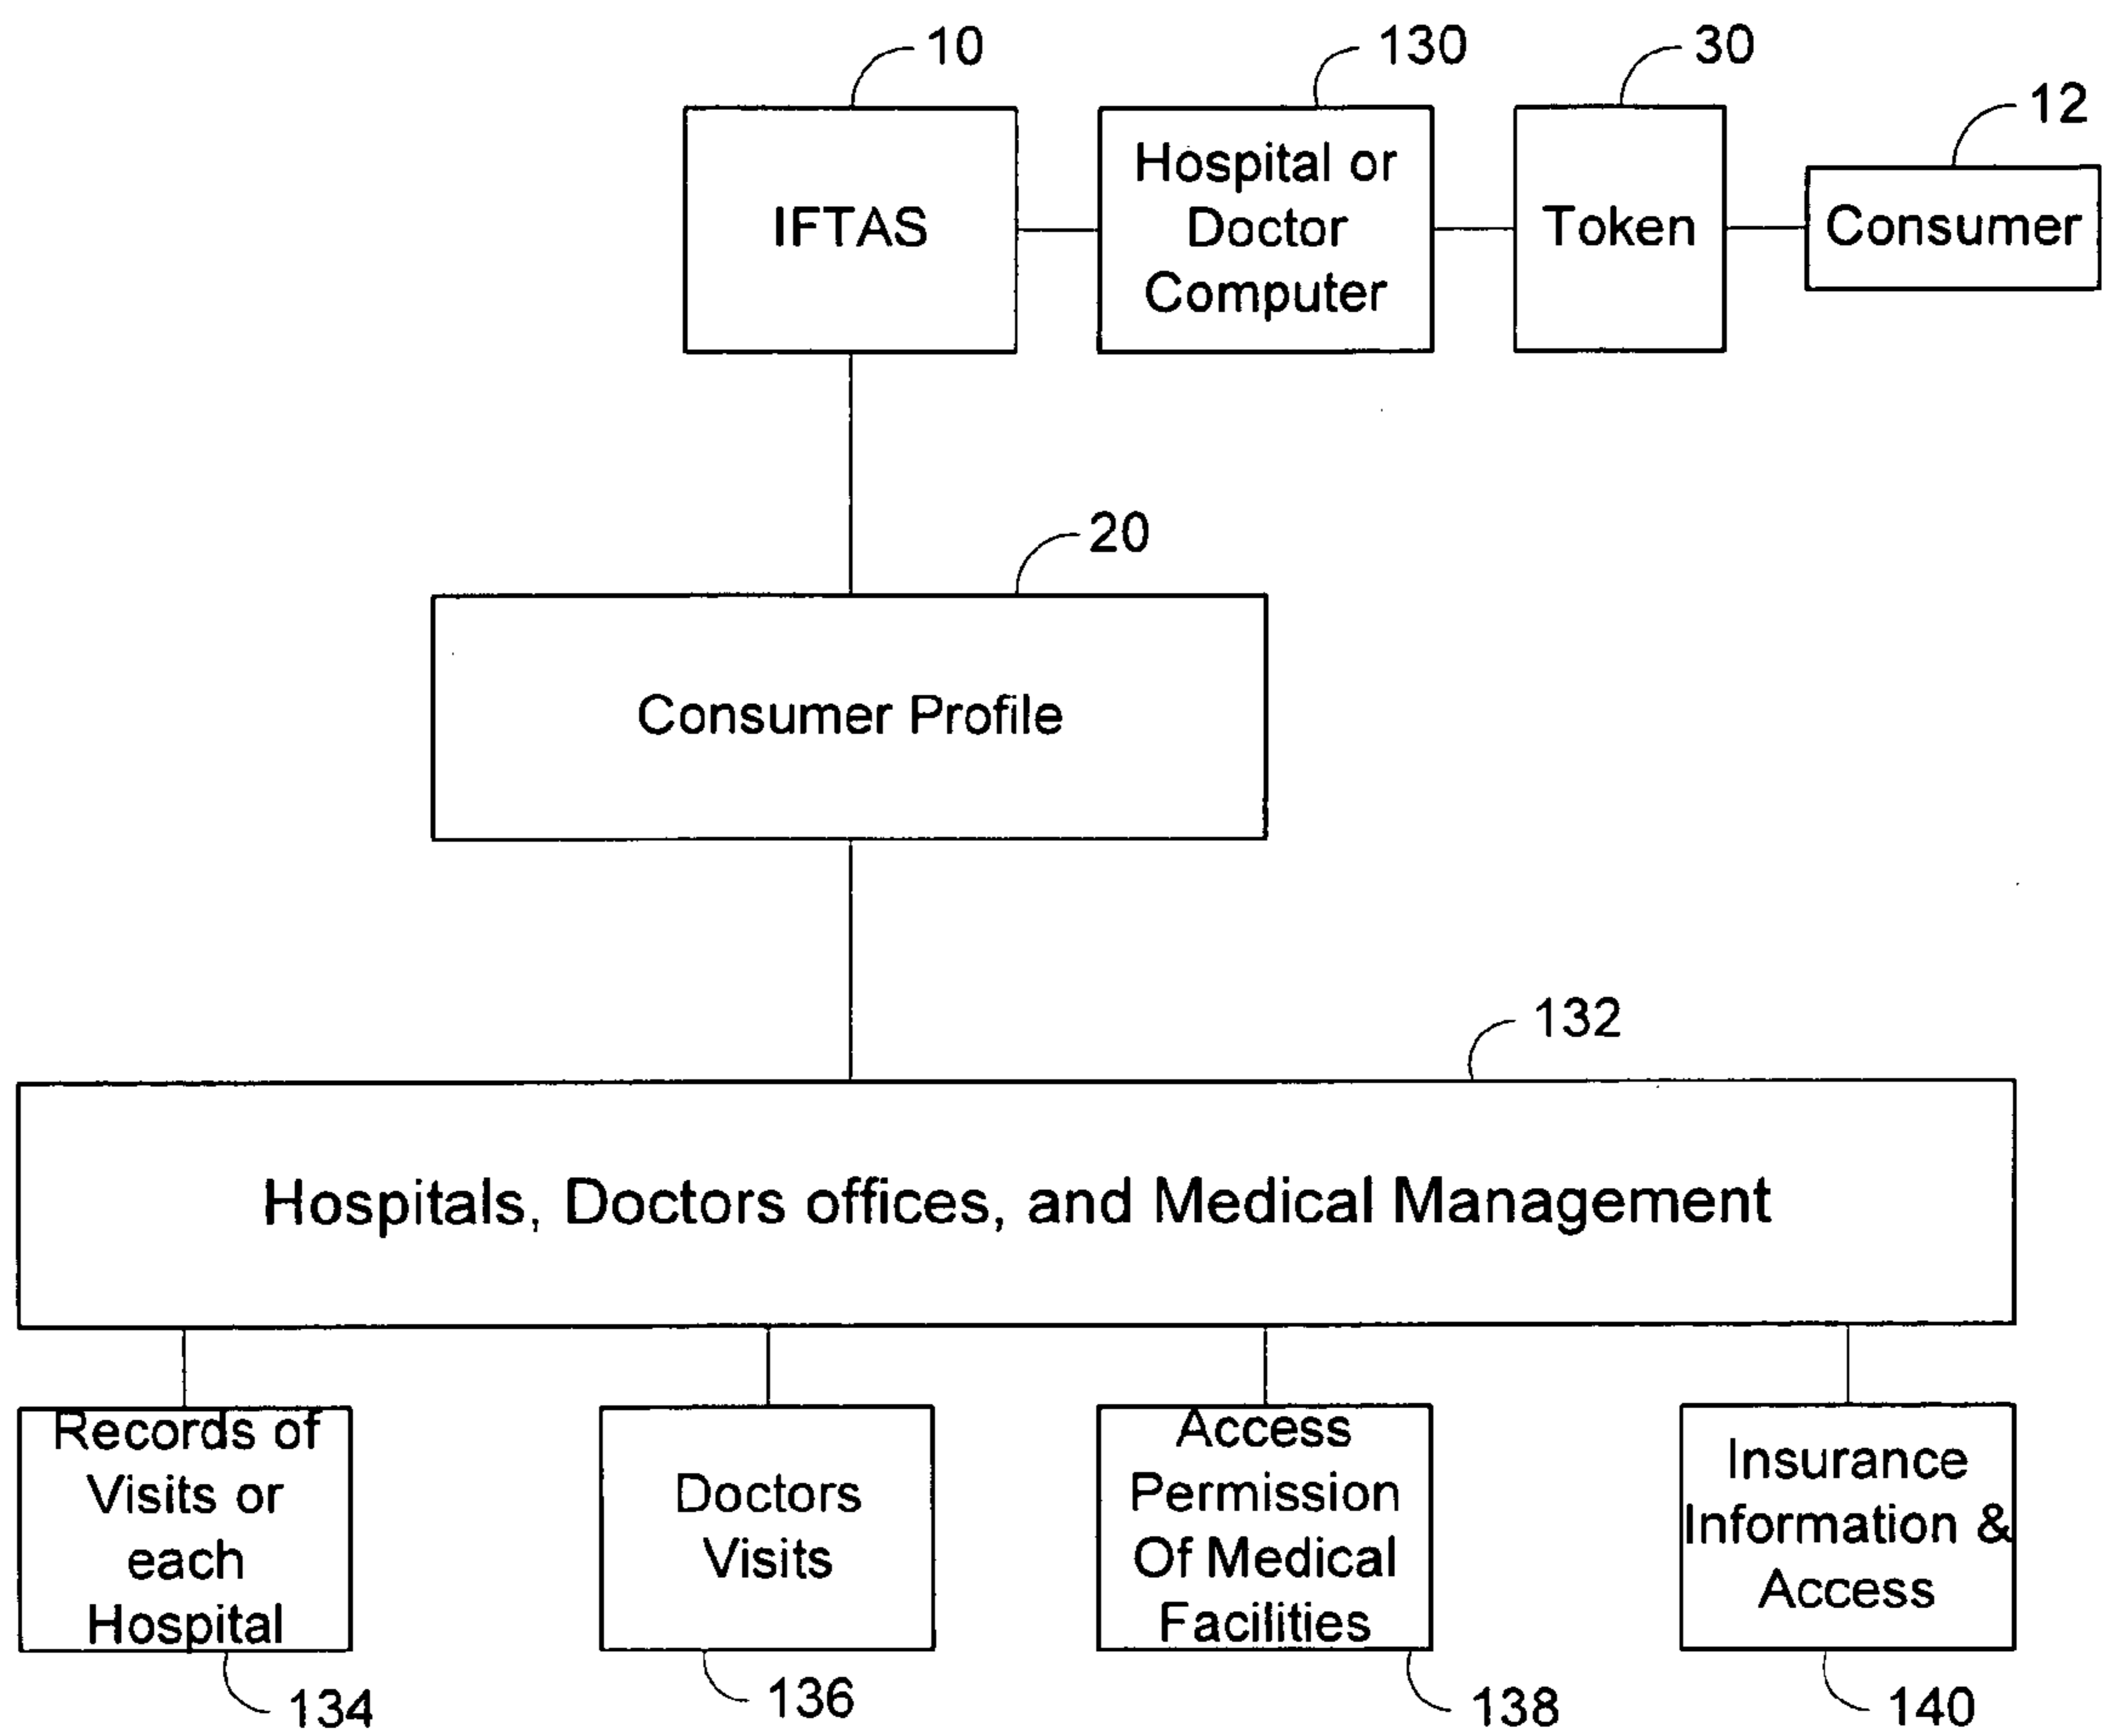 10
130
30
12
IFTAS
Hospital or
Doctor
Computer
Token
Consumer
20
Consumer Profile
132
Hospitals, Doctors offices, and Medical Management
Records of
Visits or
each
Hospital
Doctors
Visits
Access
Permission
Of Medical
Facilities
Insurance
Information &
Access
134
136
138
140